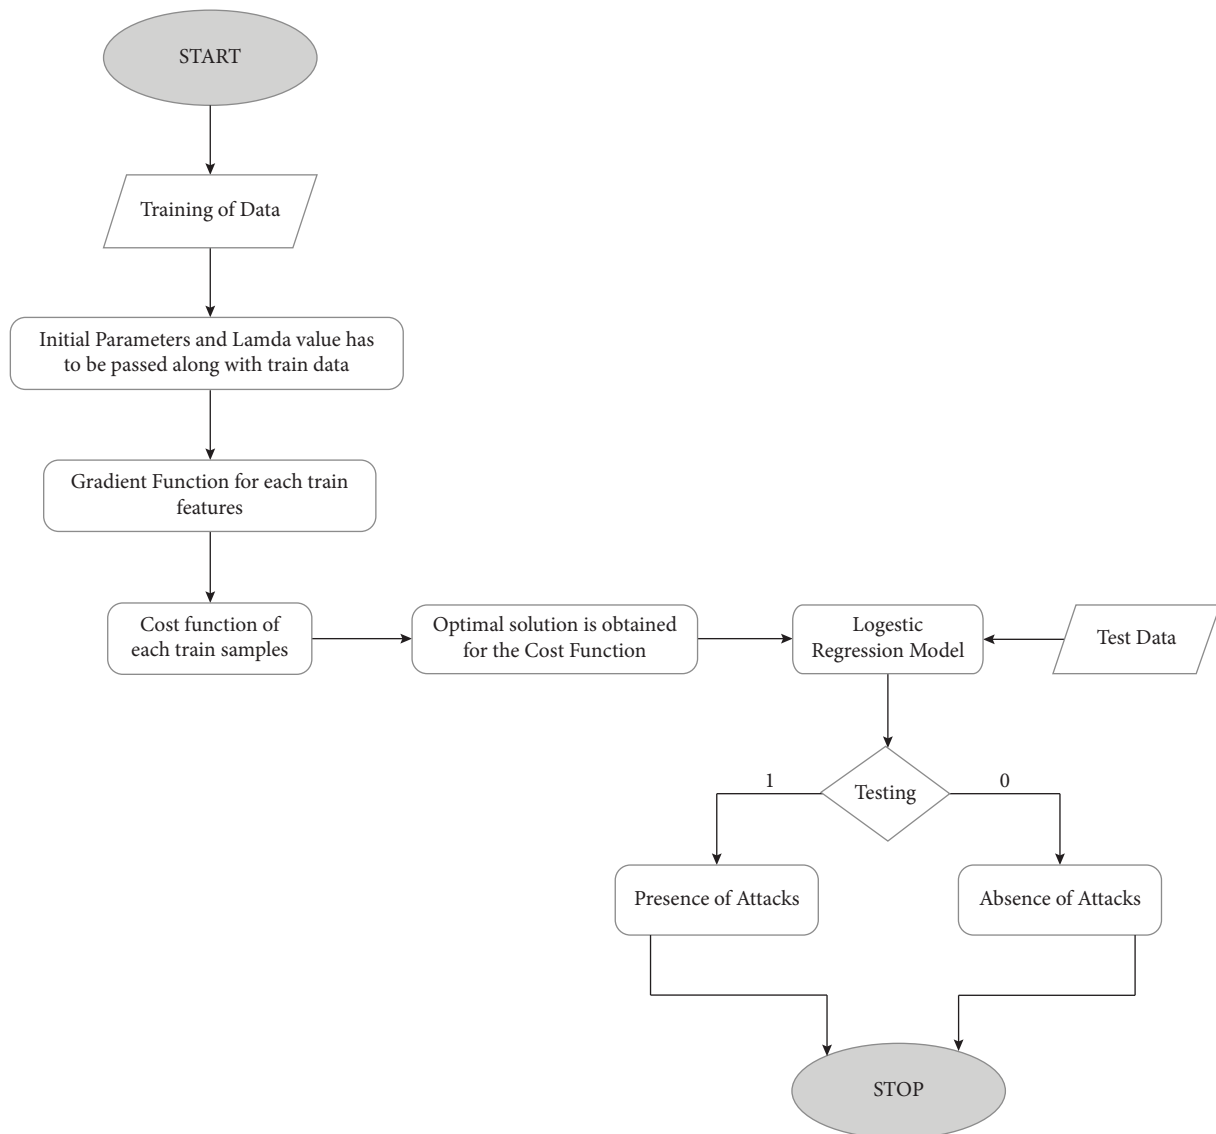 START
Training of Data
Initial Parameters and Lamda value has
to be passed along with train data
Gradient Function for each train
features
Cost function of
each train samples
Optimal solution is obtained
for the Cost Function
Logestic
Regression Model
Test Data
Testing
1
0
Presence of Attacks
Absence of Attacks
STOP